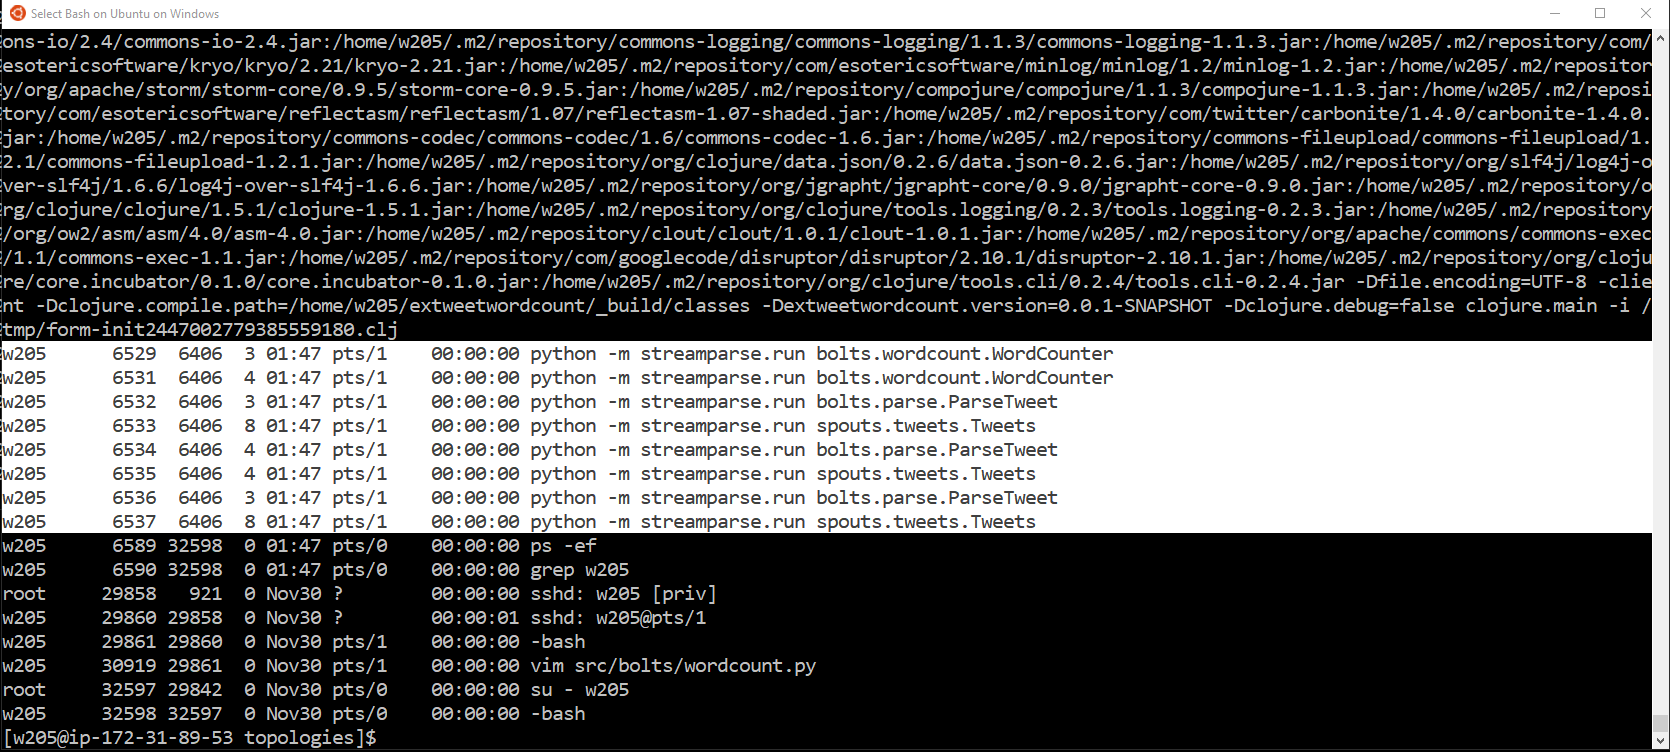 Select Bash on Ubuntu on Windows
ons-io/2.4/commons-io-2.4.jar:/home/w205/.m2/repository/commons-logging/commons-logging/1.1.3/commons-logging-1.1.3.jar:/home/w205/.m2/repository/com/
esotericsoftware/kryo/kryo/2.21/kryo-2.21.jar:/home/w205/.m2/repository/com/esotericsoftware/minlog/minlog/1.2/minlog-1.2.jar:/home/w205/.m2/repositor
y/org/apache/storm/storm-core/0.9.5/storm-core-0.9.5.jar:/home/w205/.m2/repository/compojure/compojure/1.1.3/compojure-1.1.3.jar:/home/w205/.m2/reposi
tory/com/esotericsoftware/reflectasm/reflectasm/1.07/reflectasm-1.07-shaded.jar:/home/w205/.m2/repository/com/twitter/carbonite/1.4.0/carbonite-1.4.0.
jar:/home/w205/.m2/repository/commons-codec/commons-codec/1.6/commons-codec-1.6.jar:/home/w205/.m2/repository/commons-fileupload/commons-fileupload/1.
2.1/commons-fileupload-1.2.1.jar:/home/w205/.m2/repository/org/clojure/data.json/0.2.6/data.json-0.2.6.jar:/home/w205/.m2/repository/org/slf4j/log4j-o
ver-slf4j/1.6.6/log4j-over-slf4j-1.6.6.jar:/home/w205/.m2/repository/org/jgrapht/jgrapht-core/0.9.0/jgrapht-core-0.9.0.jar:/home/w205/.m2/repository/o
rg/clojure/clojure/1.5.1/clojure-1.5.1.jar:/home/w205/.m2/repository/org/clojure/tools.logging/0.2.3/tools.logging-0.2.3.jar:/home/w205/.m2/repository
/org/ow2/asm/asm/4.0/asm-4.0.jar:/home/w205/.m2/repository/clout/clout/1.0.1/clout-1.0.1.jar:/home/w205/.m2/repository/org/apache/commons/commons-exec
/1.1/commons-exec-1.1.jar:/home/w205/.m2/repository/com/googlecode/disruptor/disruptor/2.10.1/disruptor-2.10.1.jar:/home/w205/.m2/repository/org/cloju
re/core.incubator/0.1.0/core.incubator-0.1.0.jar:/home/w205/.m2/repository/org/clojure/tools.cli/0.2.4/tools.cli-0.2.4.jar -Dfile.encoding=UTF-8 -clie
nt -Dclojure.compile.path=/home/w205/extweetwordcount/_build/classes -Dextweetwordcount.version=0.0.1-SNAPSHOT -Dclojure.debug=false clojure.main -i /
tmp/form-init2447002779385559180.clj
w205      6529  6406  3 01:47 pts/1    00:00:00 python -m streamparse.run bolts.wordcount.WordCounter
w205      6531  6406  4 01:47 pts/1    00:00:00 python -m streamparse.run bolts.wordcount.WordCounter
w205      6532  6406  3 01:47 pts/1    00:00:00 python -m streamparse.run bolts.parse.ParseTweet
w205      6533  6406  8 01:47 pts/1    00:00:00 python -m streamparse.run spouts.tweets.Tweets
w205      6534  6406  4 01:47 pts/1    00:00:00 python -m streamparse.run bolts.parse.ParseTweet
w205      6535  6406  4 01:47 pts/1    00:00:00 python -m streamparse.run spouts.tweets.Tweets
w205      6536  6406  3 01:47 pts/1    00:00:00 python -m streamparse.run bolts.parse.ParseTweet
w205      6537  6406  8 01:47 pts/1    00:00:00 python -m streamparse.run spouts.tweets.Tweets
w205      6589 32598  0 01:47 pts/0    00:00:00 ps -ef
w205      6590 32598  0 01:47 pts/0    00:00:00 grep w205
root     29858   921  0 Nov30 ?        00:00:00 sshd: w205 [priv]
w205     29860 29858  0 Nov30 ?        00:00:01 sshd: w205@pts/1
w205     29861 29860  0 Nov30 pts/1    00:00:00 -bash
w205     30919 29861  0 Nov30 pts/1    00:00:00 vim src/bolts/wordcount.py
root     32597 29842  0 Nov30 pts/0    00:00:00 su - w205
w205     32598 32597  0 Nov30 pts/0    00:00:00 -bash
[w205@ip-172-31-89-53 topologies]$